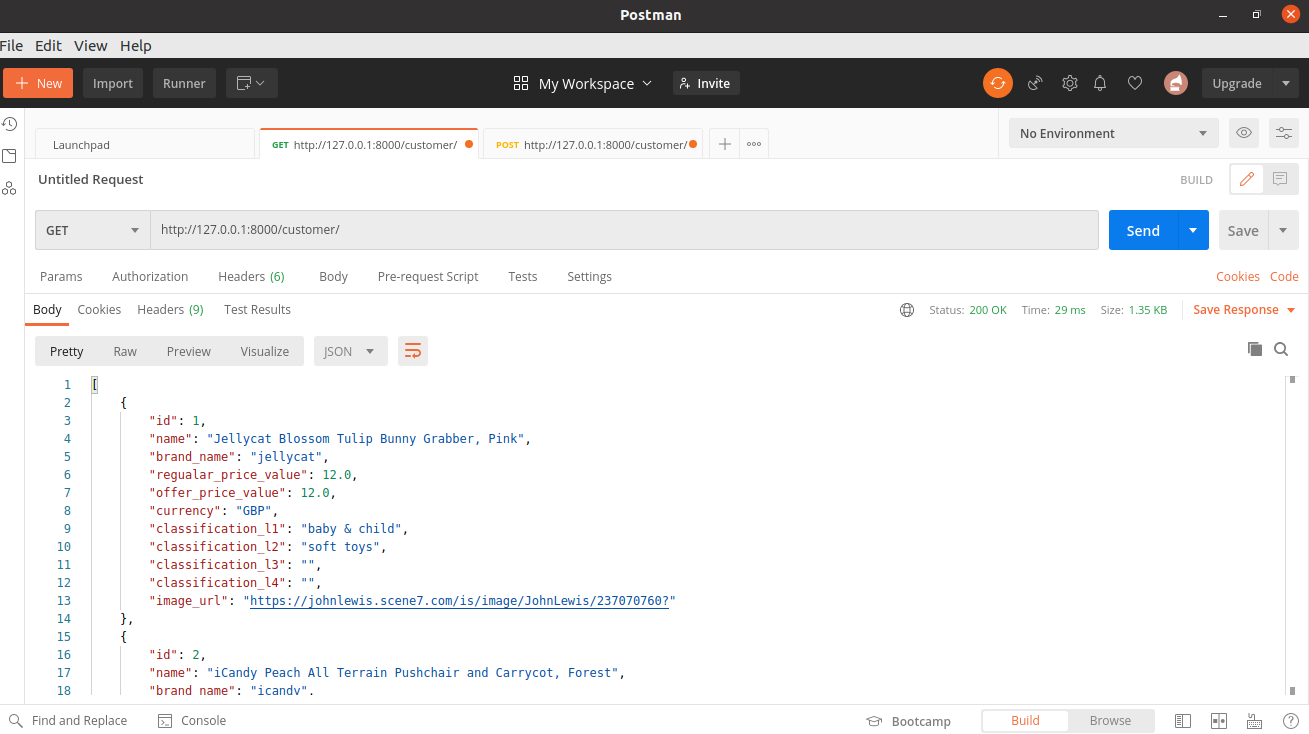 Postman
File Edit View Help
+ New Import Runner My Workspace Invite Upgrade
Launchpad GET http://127.0.0.1:8000/customer/ POST http://127.0.0.1:8000/customer/ No Environment
Untitled Request BUILD
GET http://127.0.0.1:8000/customer/ Send Save
Params Authorization Headers (6) Body Pre-request Script Tests Settings Cookies Code
Body Cookies Headers (9) Test Results Status: 200 OK Time: 29 ms Size: 1.35 KB Save Response
Pretty Raw Preview Visualize JSON
1 [
2 {
3 "id": 1,
4 "name": "Jellycat Blossom Tulip Bunny Grabber, Pink",
5 "brand_name": "jellycat",
6 "regualar_price_value": 12.0,
7 "offer_price_value": 12.0,
8 "currency": "GBP",
9 "classification_l1": "baby & child",
10 "classification_l2": "soft toys",
11 "classification_l3": "",
12 "classification_l4": "",
13 "image_url": "https://johnlewis.scene7.com/is/image/JohnLewis/237070760?"
14 },
15 {
16 "id": 2,
17 "name": "iCandy Peach All Terrain Pushchair and Carrycot, Forest",
18 "brand_name": "icandy",
Find and Replace Console Bootcamp Build Browse